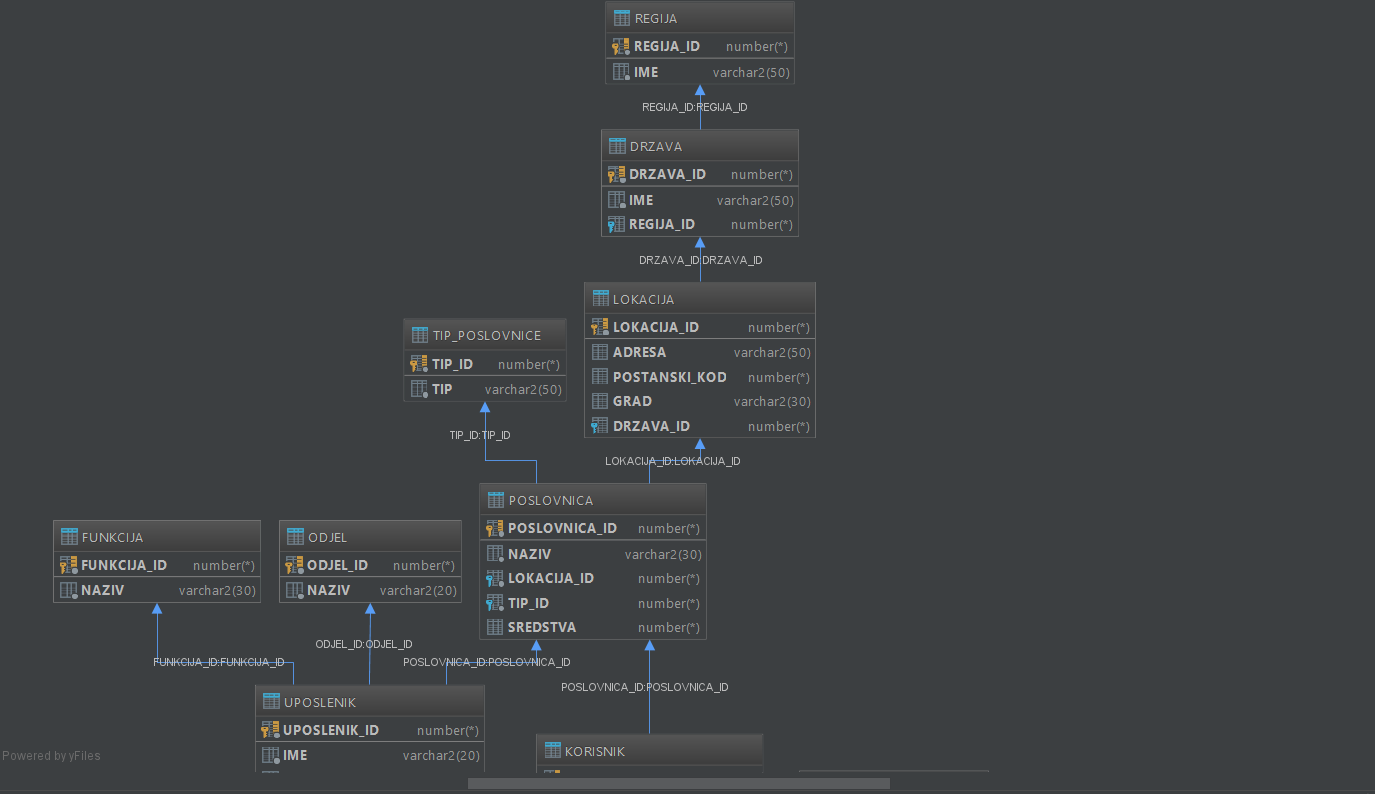 REGIJA
REGIJA_ID number(*)
IME varchar2(50)
REGIJA_ID:REGIJA_ID
DRZAVA
DRZAVA_ID number(*)
IME varchar2(50)
REGIJA_ID number(*)
DRZAVA_ID:DRZAVA_ID
LOKACIJA
LOKACIJA_ID number(*)
ADRESA varchar2(50)
POSTANSKI_KOD number(*)
GRAD varchar2(30)
DRZAVA_ID number(*)
TIP_POSLOVNICE
TIP_ID number(*)
TIP varchar2(50)
TIP_ID:TIP_ID
LOKACIJA_ID:LOKACIJA_ID
POSLOVNICA
POSLOVNICA_ID number(*)
NAZIV varchar2(30)
LOKACIJA_ID number(*)
TIP_ID number(*)
SREDSTVA number(*)
FUNKCIJA
FUNKCIJA_ID number(*)
NAZIV varchar2(30)
ODJEL
ODJEL_ID number(*)
NAZIV varchar2(20)
ODJEL_ID:ODJEL_ID
FUNKCIJA_ID:FUNKCIJA_ID
POSLOVNICA_ID:POSLOVNICA_ID
POSLOVNICA_ID:POSLOVNICA_ID
UPOSLENIK
UPOSLENIK_ID number(*)
IME varchar2(20)
KORISNIK
Powered by yFiles